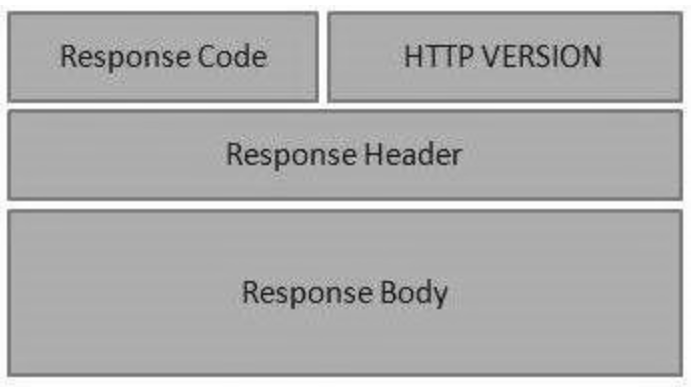 Response Code
HTTP VERSION
Response Header
Response Body